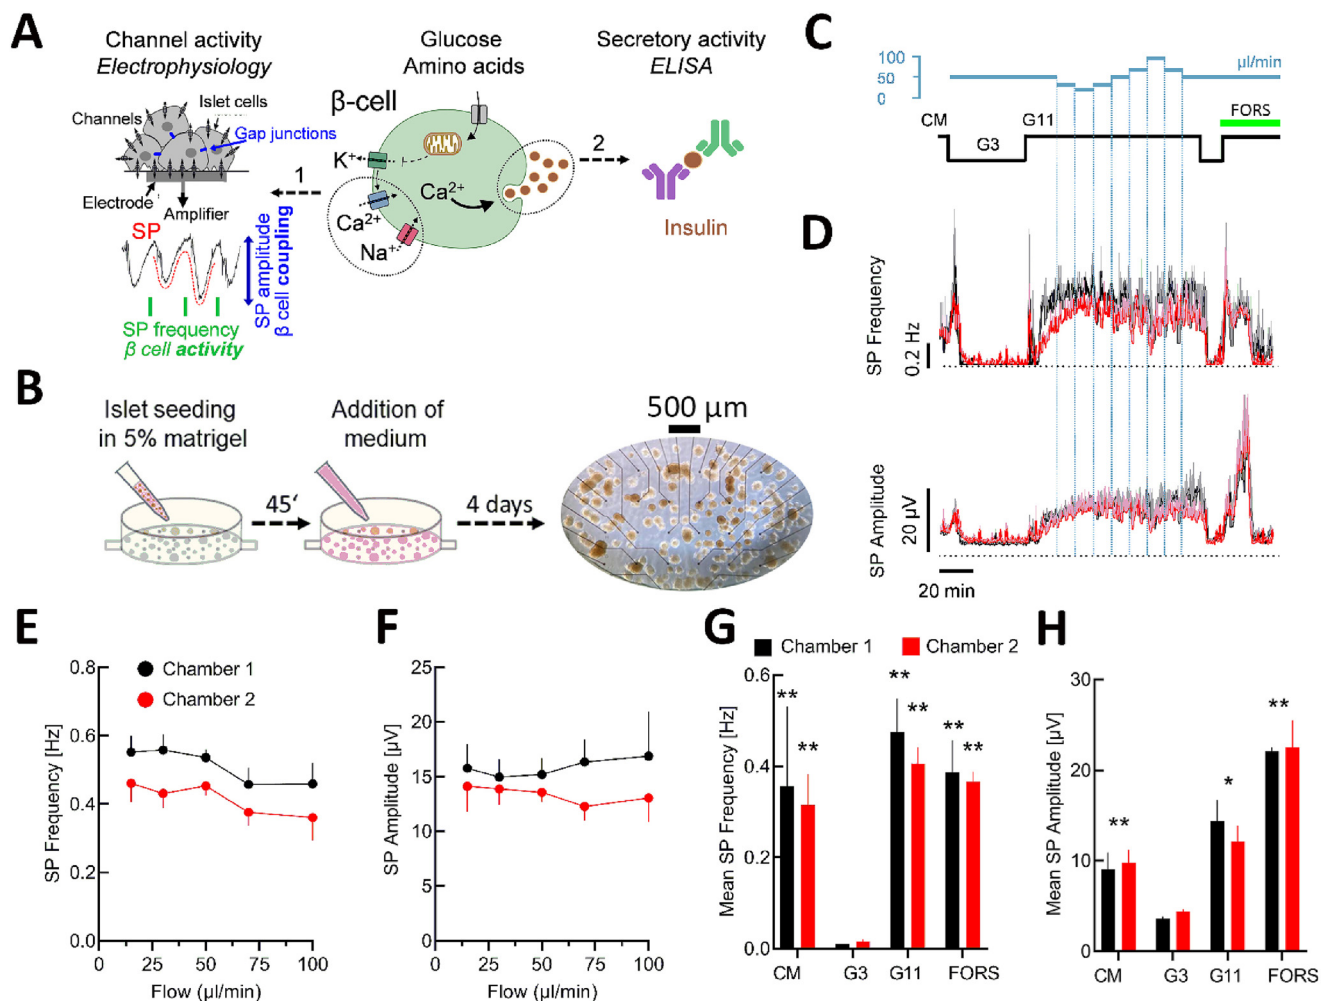 A
Channel activity
Electrophysiology
Glucose
Amino acids
Secretory activity
ELISA
Islet cells
Channels
Gap junctions
Electrode
Amplifier
SP
SP amplitude
β cell coupling
SP frequency
β cell activity
β-cell
K+
Ca2+
Ca2+
Na+
1
2
Insulin
B
Islet seeding
in 5% matrigel
45‘
Addition of
medium
4 days
500 µm
C
100
50
0
µl/min
CM
G3
G11
FORS
D
SP Frequency
0.2 Hz
SP Amplitude
20 µV
20 min
E
SP Frequency [Hz]
0.8
0.6
0.4
0.2
0.0
Chamber 1
Chamber 2
0 25 50 75 100
Flow (µl/min)
F
SP Amplitude [µV]
25
20
15
10
5
0
0 25 50 75 100
Flow (µl/min)
G
Chamber 1
Chamber 2
Mean SP Frequency [Hz]
0.6
0.4
0.2
0.0
** ** ** ** ** **
CM G3 G11 FORS
H
Mean SP Amplitude [µV]
30
20
10
0
** * **
CM G3 G11 FORS